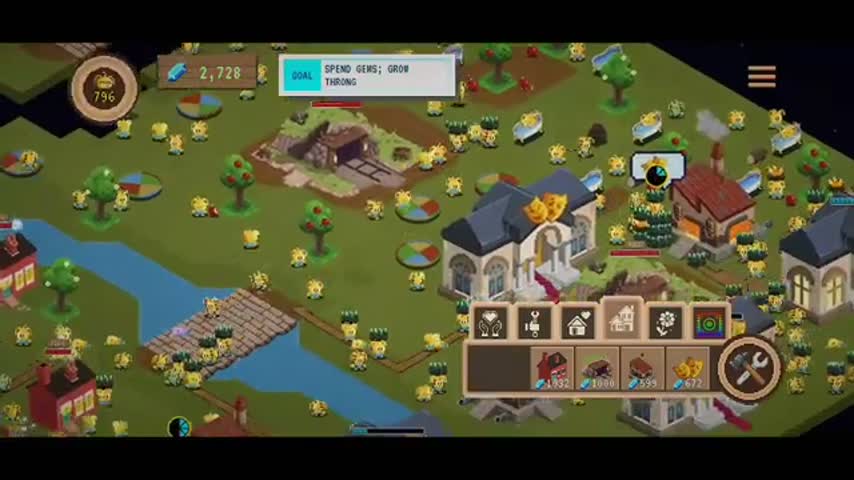 796
2,728
GOAL
SPEND GEMS; GROW
THRONG
1932
1000
599
672